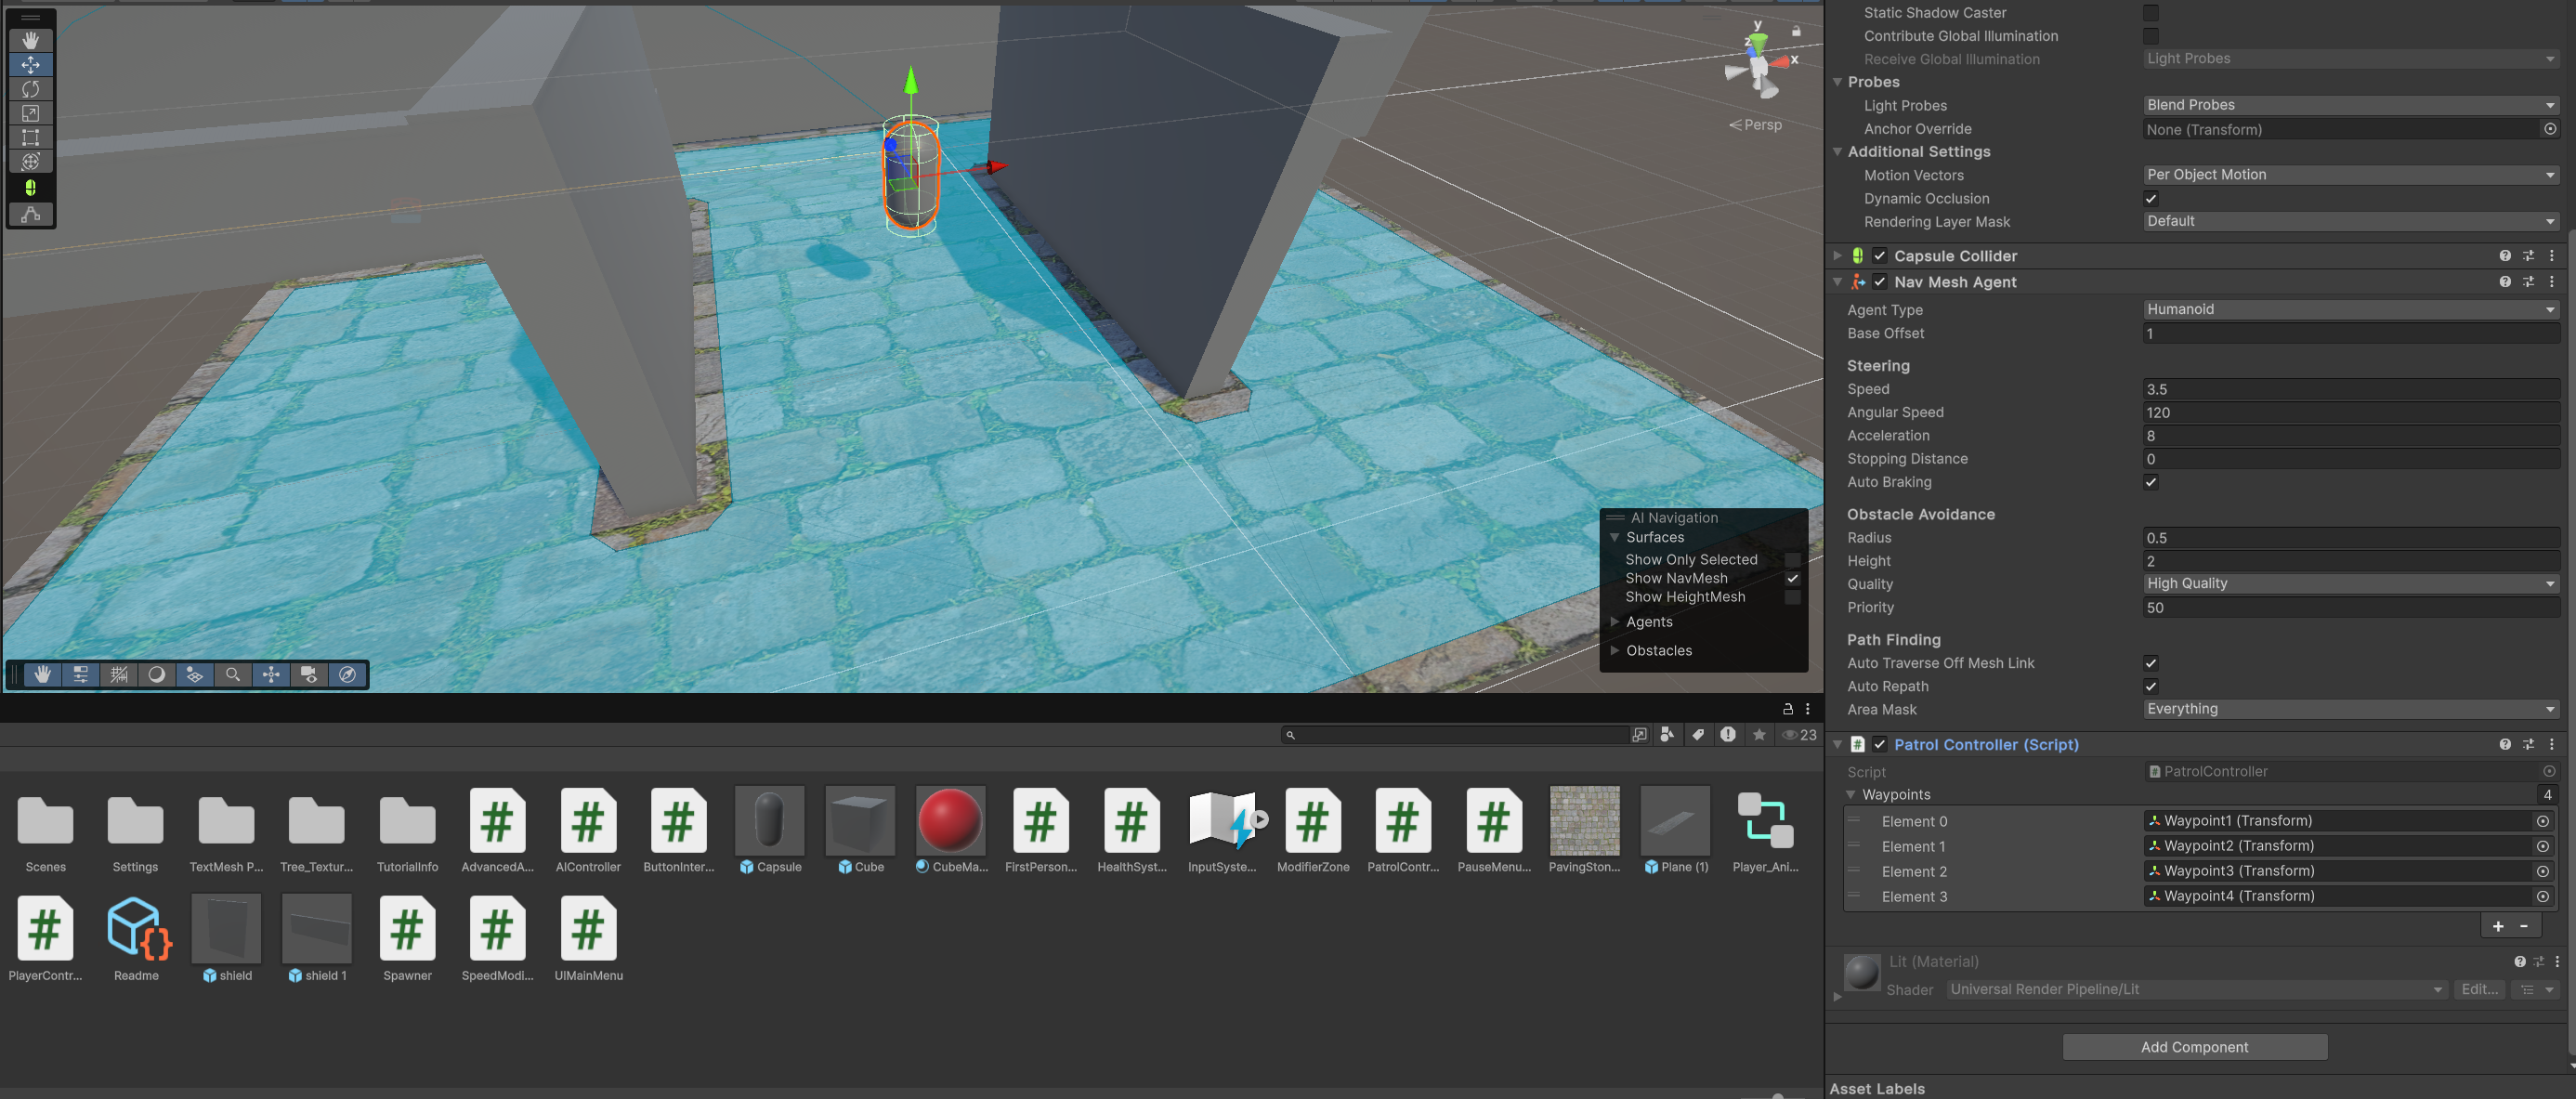 y
z
x
Persp
AI Navigation
Surfaces
Show Only Selected
Show NavMesh
Show HeightMesh
Agents
Obstacles
23
Scenes
Settings
TextMesh P...
Tree_Textur...
TutorialInfo
AdvancedA...
AIController
ButtonInter...
Capsule
Cube
CubeMa...
FirstPerson...
HealthSyst...
InputSyste...
ModifierZone
PatrolContr...
PauseMenu...
PavingSton...
Plane (1)
Player_Ani...
PlayerContr...
Readme
shield
shield 1
Spawner
SpeedModi...
UIMainMenu
Static Shadow Caster
Contribute Global Illumination
Receive Global Illumination Light Probes
Probes
Light Probes Blend Probes
Anchor Override None (Transform)
Additional Settings
Motion Vectors Per Object Motion
Dynamic Occlusion
Rendering Layer Mask Default
Capsule Collider
Nav Mesh Agent
Agent Type Humanoid
Base Offset 1
Steering
Speed 3.5
Angular Speed 120
Acceleration 8
Stopping Distance 0
Auto Braking
Obstacle Avoidance
Radius 0.5
Height 2
Quality High Quality
Priority 50
Path Finding
Auto Traverse Off Mesh Link
Auto Repath
Area Mask Everything
# Patrol Controller (Script)
Script # PatrolController
Waypoints 4
Element 0 Waypoint1 (Transform)
Element 1 Waypoint2 (Transform)
Element 2 Waypoint3 (Transform)
Element 3 Waypoint4 (Transform)
+ -
Lit (Material)
Shader Universal Render Pipeline/Lit Edit...
Add Component
Asset Labels